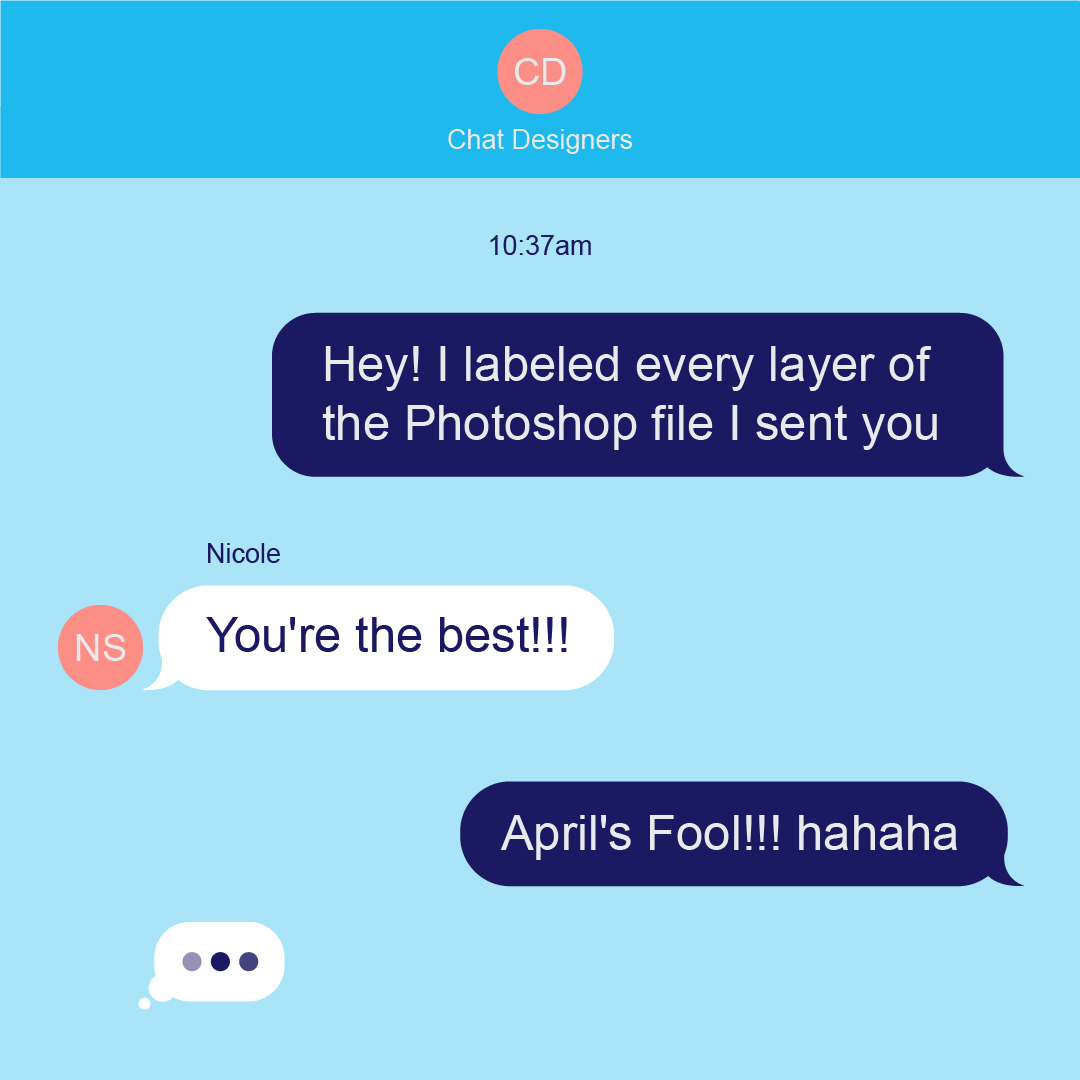 CD
Chat Designers
10:37am
Hey! I labeled every layer of
the Photoshop file I sent you
Nicole
NS
You're the best!!!
April's Fool!!! hahaha